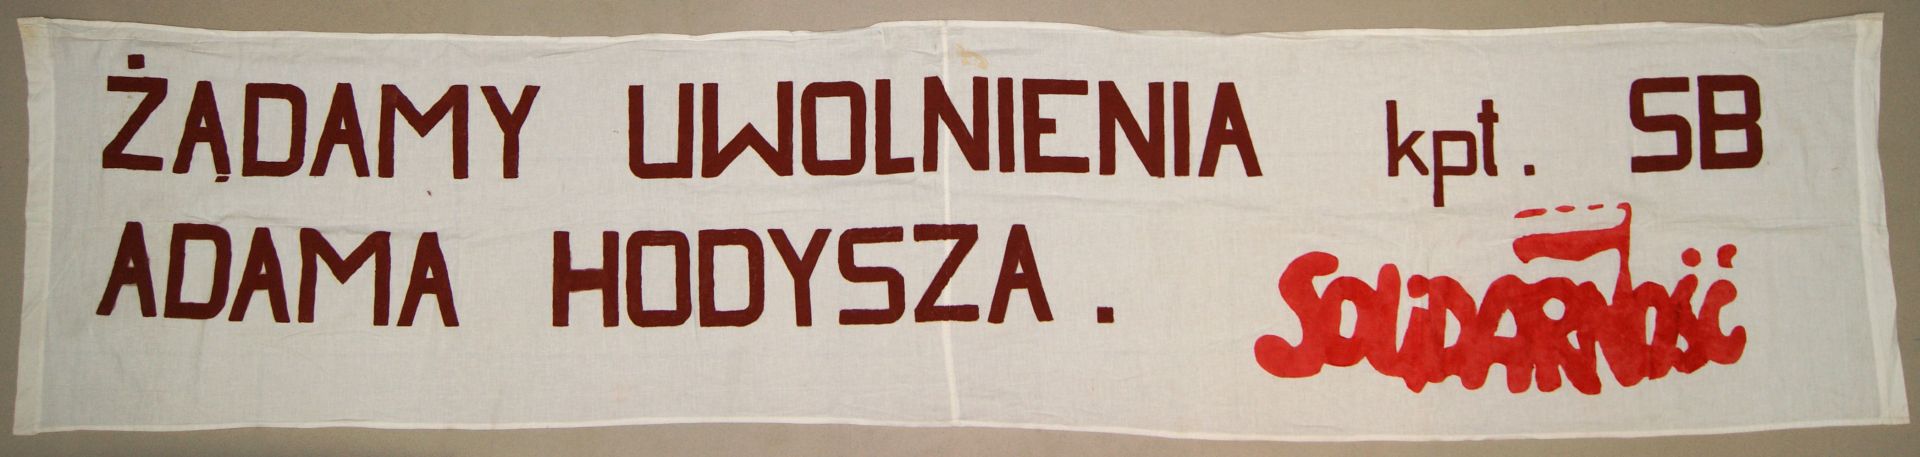 ŻĄDAMY UWOLNIENIA kpt. SB
ADAMA HODYSZA.
SOLiDARNOŚĆ